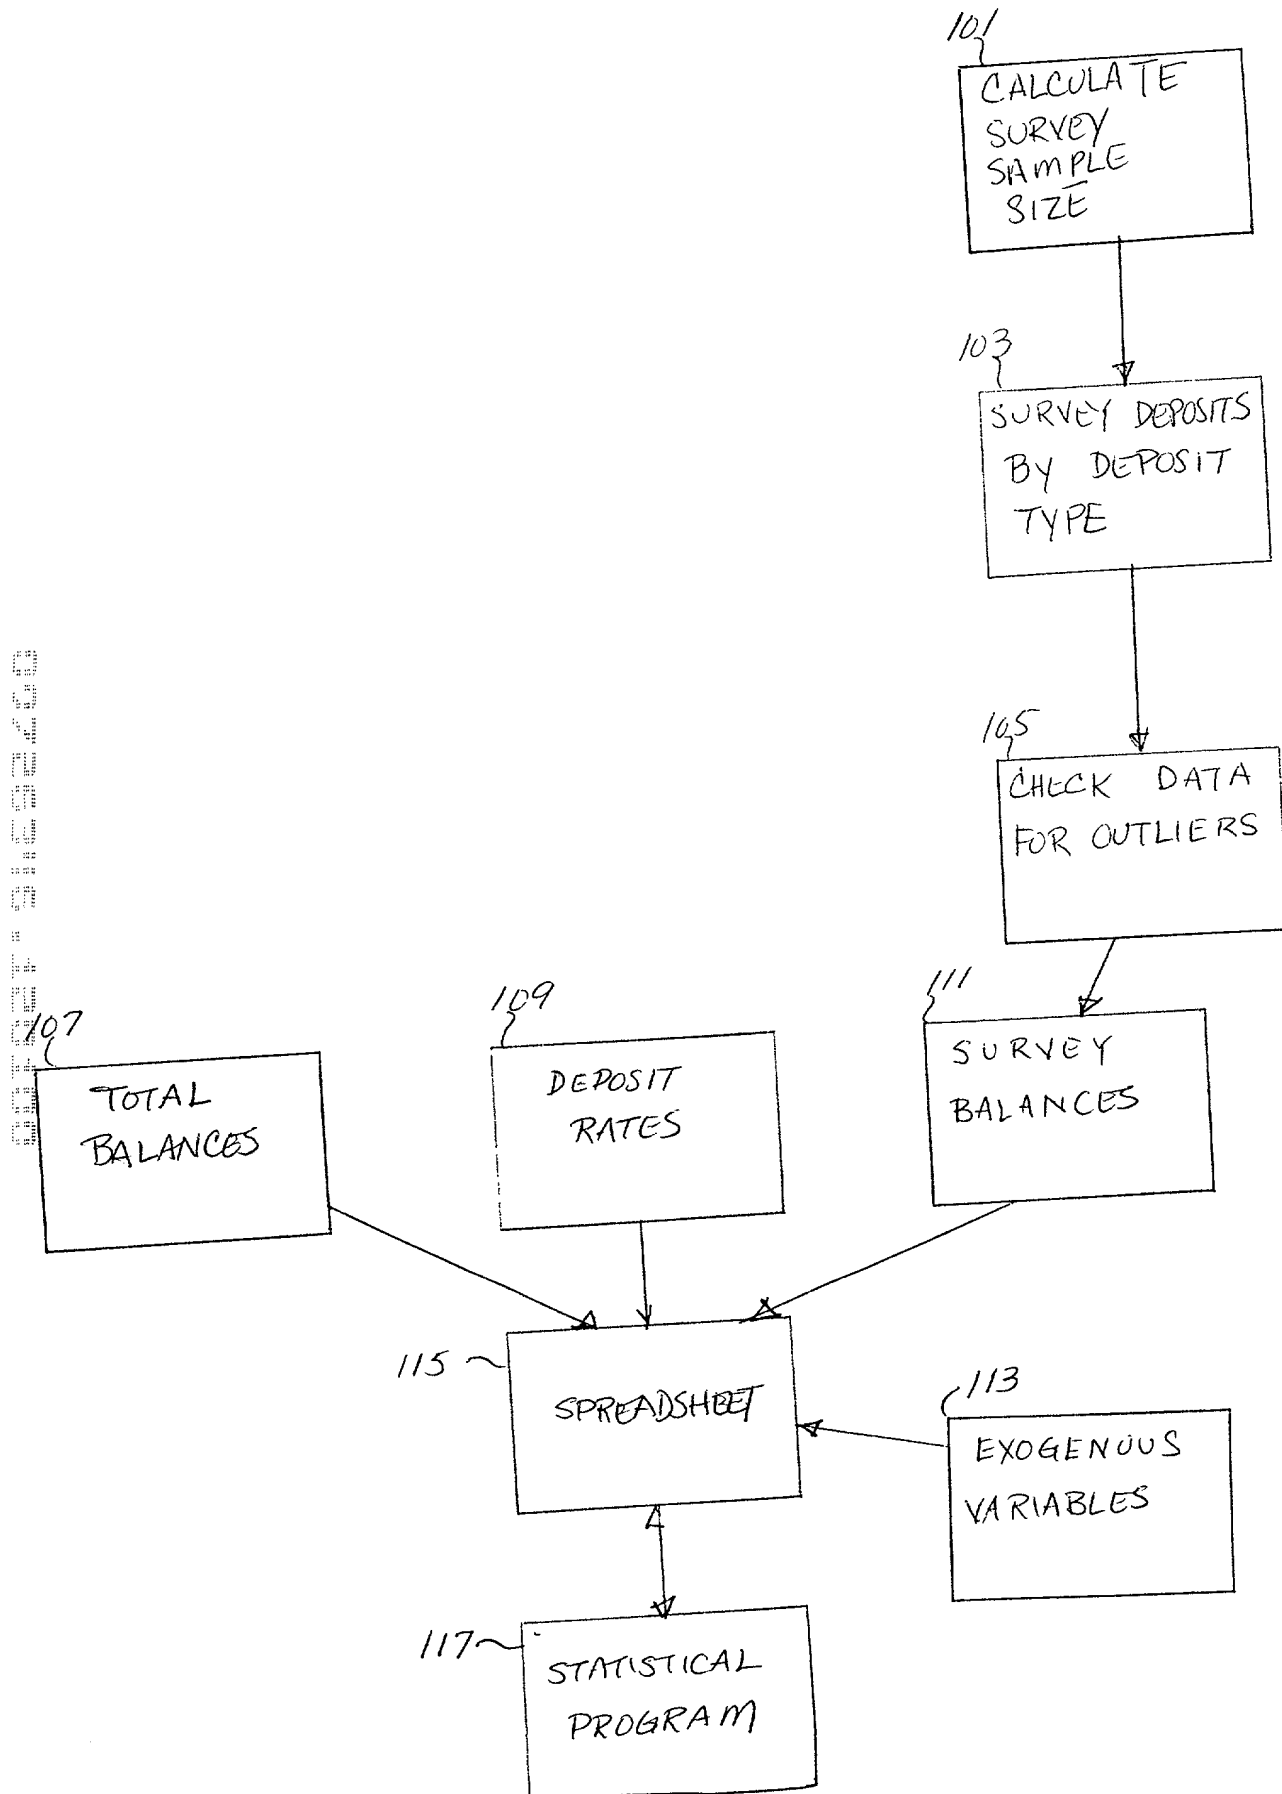 101
CALCULATE
SURVEY
SAMPLE
SIZE
103
SURVEY DEPOSITS
BY DEPOSIT
TYPE
105
CHECK DATA
FOR OUTLIERS
107
TOTAL
BALANCES
109
DEPOSIT
RATES
111
SURVEY
BALANCES
115
SPREADSHEET
113
EXOGENOUS
VARIABLES
117
STATISTICAL
PROGRAM